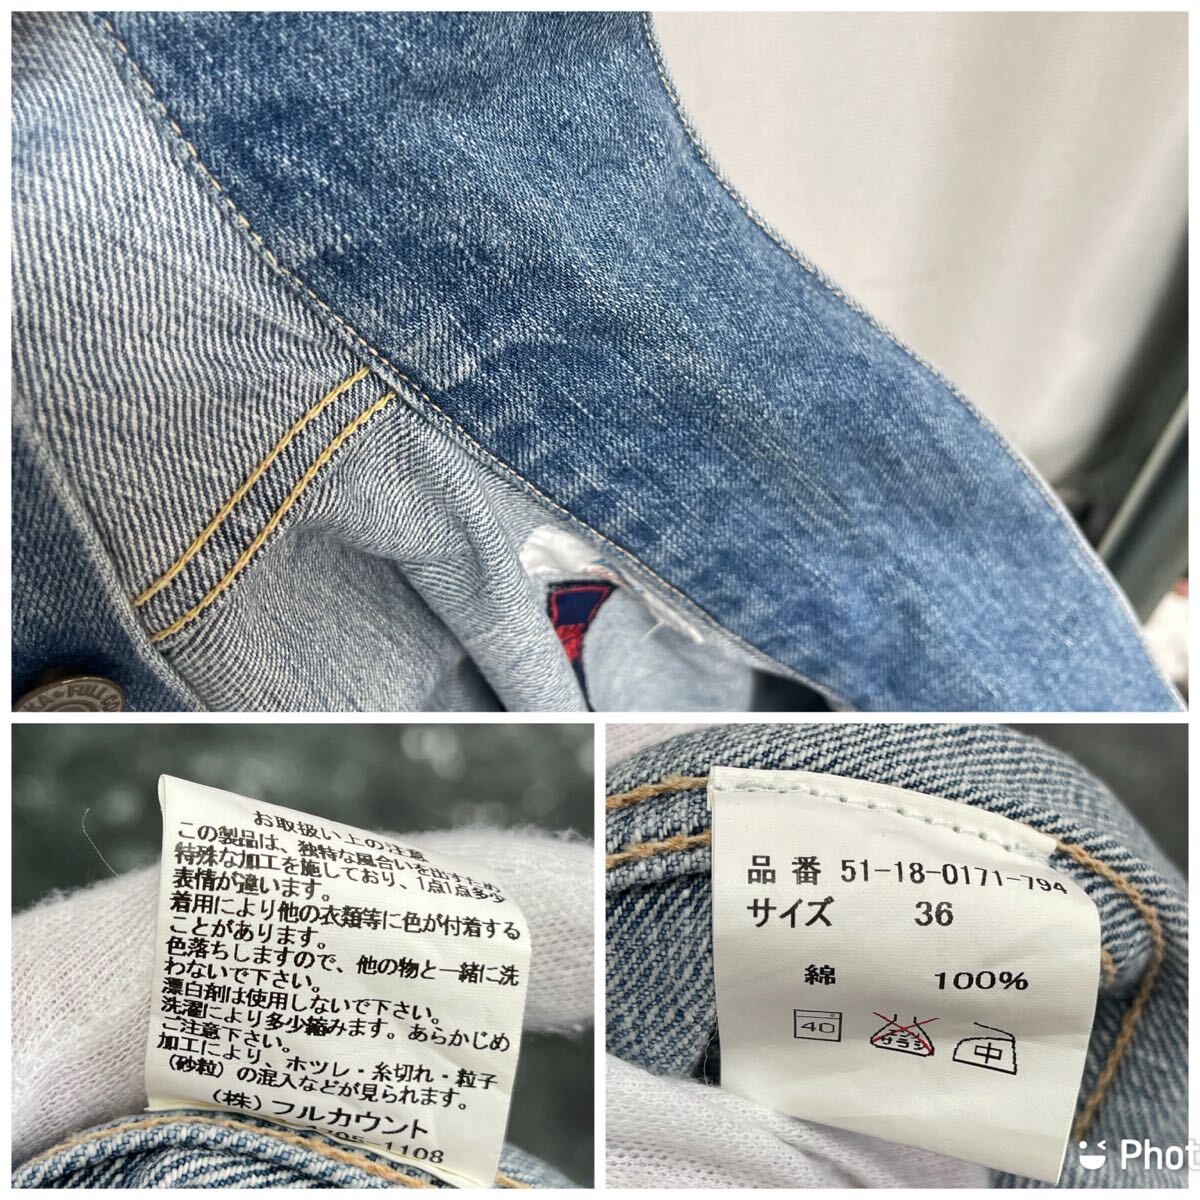 FULL
お取扱い上の注意
この製品は、独特な風合いを出すため
特殊な加工を施しており、1点1点多少
表情が違います。
着用により他の衣類等に色が付着する
ことがあります。
色落ちしますので、他の物と一緒に洗
わないで下さい。
漂白剤は使用しないで下さい。
洗濯により多少縮みます。あらかじめ
ご注意下さい。
加工により、ホツレ・糸切れ・粒子
(砂粒)の混入などが見られます。
(株)フルカウント
1108
品番 51-18-0171-794
サイズ 36
綿 100%
40 エンソサラシ 中
Phot